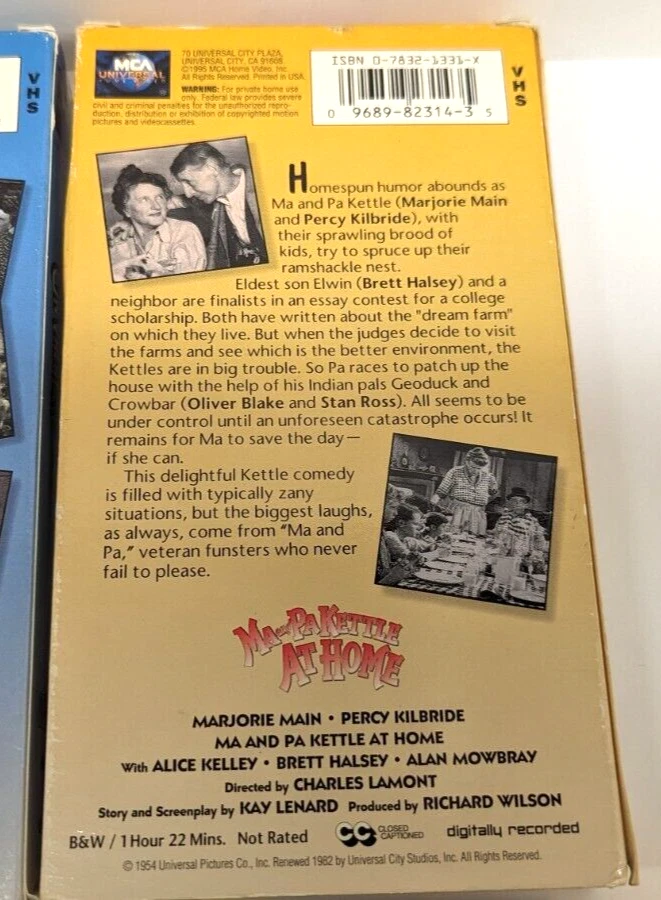 VHS
MCA
UNIVERSAL
70 UNIVERSAL CITY PLAZA,
UNIVERSAL CITY, CA 91608
©1995 MCA Home Video, Inc.
All Rights Reserved. Printed in USA.
WARNING: For private home use
only. Federal law provides severe
civil and criminal penalties for the unauthorized repro-
duction, distribution or exhibition of copyrighted motion
pictures and videocassettes.
ISBN 0-7832-1331-X
0 9689-82314-3 5
VHS
Homespun humor abounds as
Ma and Pa Kettle (Marjorie Main
and Percy Kilbride), with
their sprawling brood of
kids, try to spruce up their
ramshackle nest.
Eldest son Elwin (Brett Halsey) and a
neighbor are finalists in an essay contest for a college
scholarship. Both have written about the "dream farm"
on which they live. But when the judges decide to visit
the farms and see which is the better environment, the
Kettles are in big trouble. So Pa races to patch up the
house with the help of his Indian pals Geoduck and
Crowbar (Oliver Blake and Stan Ross). All seems to be
under control until an unforeseen catastrophe occurs! It
remains for Ma to save the day—
if she can.
This delightful Kettle comedy
is filled with typically zany
situations, but the biggest laughs,
as always, come from "Ma and
Pa," veteran funsters who never
fail to please.
MA AND PA KETTLE
AT HOME
MARJORIE MAIN • PERCY KILBRIDE
MA AND PA KETTLE AT HOME
With ALICE KELLEY • BRETT HALSEY • ALAN MOWBRAY
Directed by CHARLES LAMONT
Story and Screenplay by KAY LENARD Produced by RICHARD WILSON
B&W / 1 Hour 22 Mins. Not Rated CC CLOSED CAPTIONED digitally recorded
© 1954 Universal Pictures Co., Inc. Renewed 1982 by Universal City Studios, Inc. All Rights Reserved.